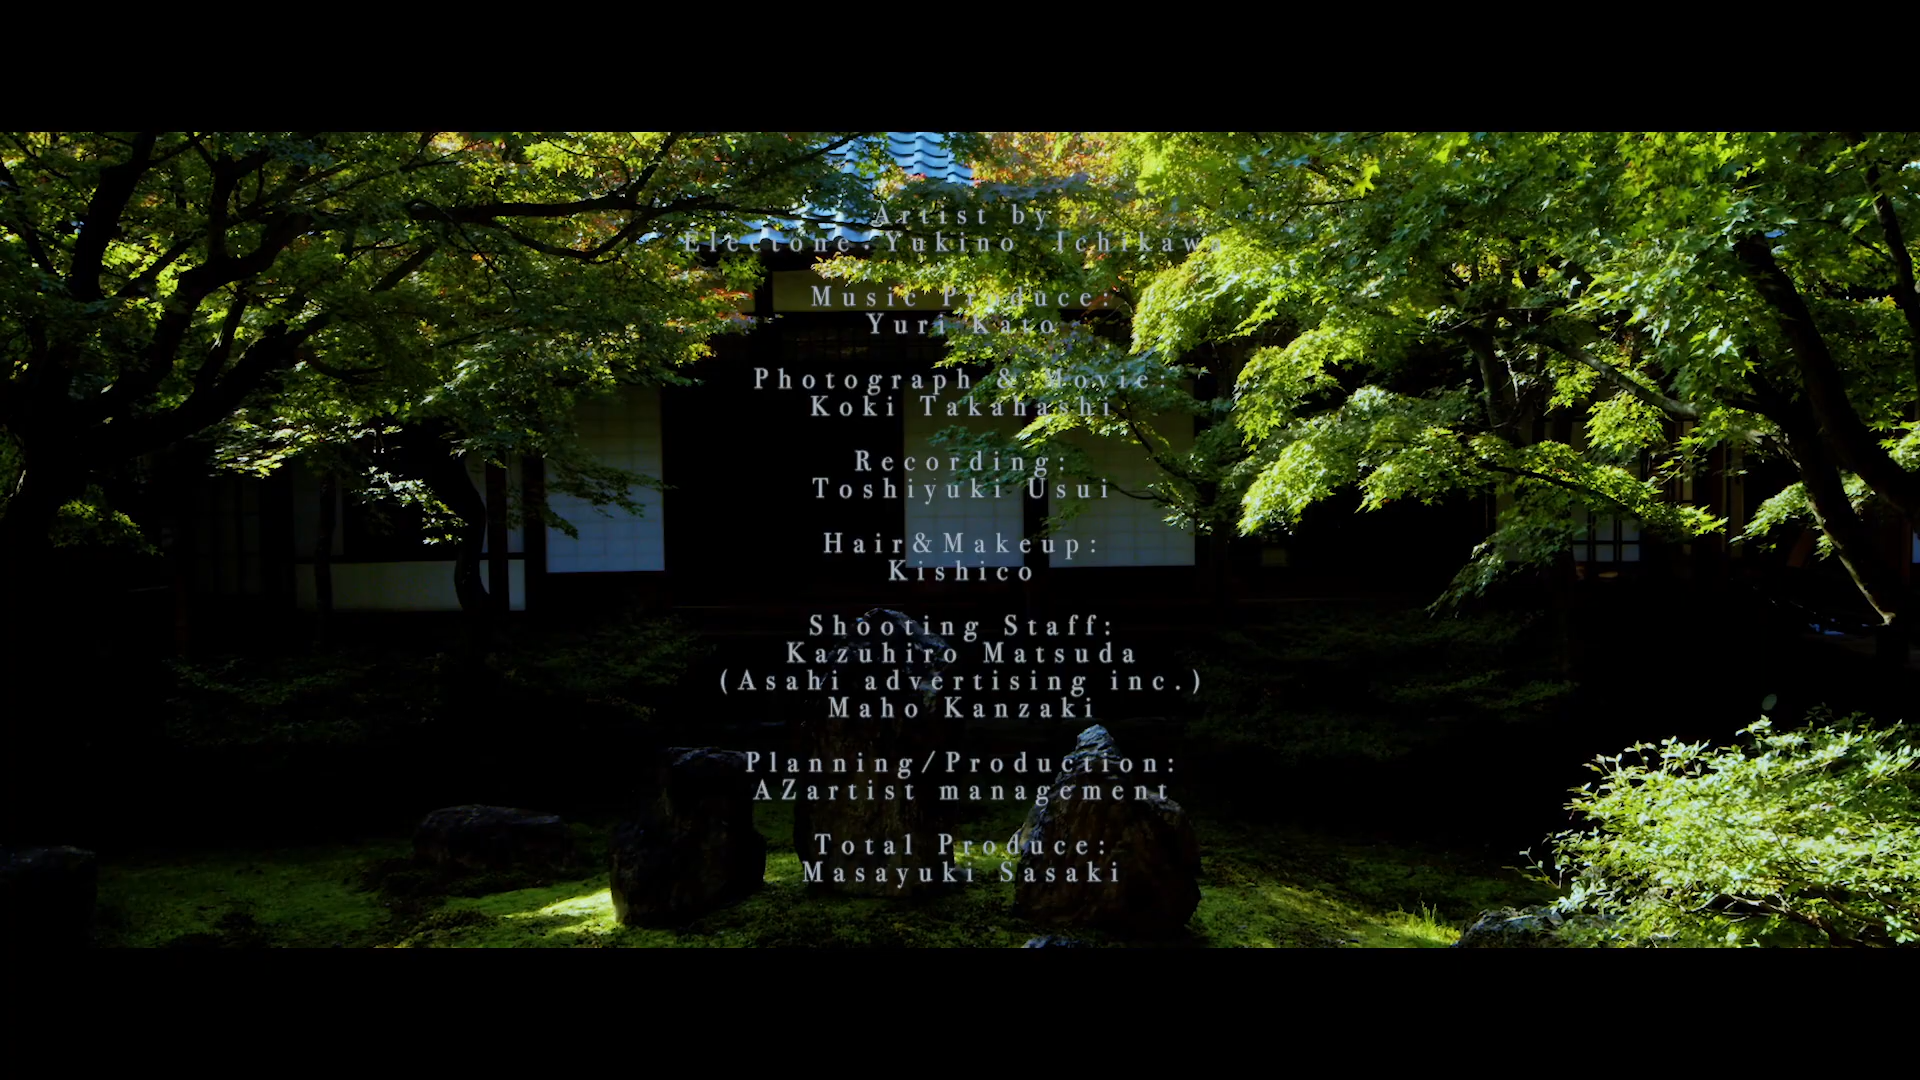 Artist by
Electone:Yukino Ichikawa
Music Produce:
Yuri Kato
Photograph & Movie:
Koki Takahashi
Recording:
Toshiyuki Usui
Hair&Makeup:
Kishico
Shooting Staff:
Kazuhiro Matsuda
(Asahi advertising inc.)
Maho Kanzaki
Planning/Production:
AZartist management
Total Produce:
Masayuki Sasaki